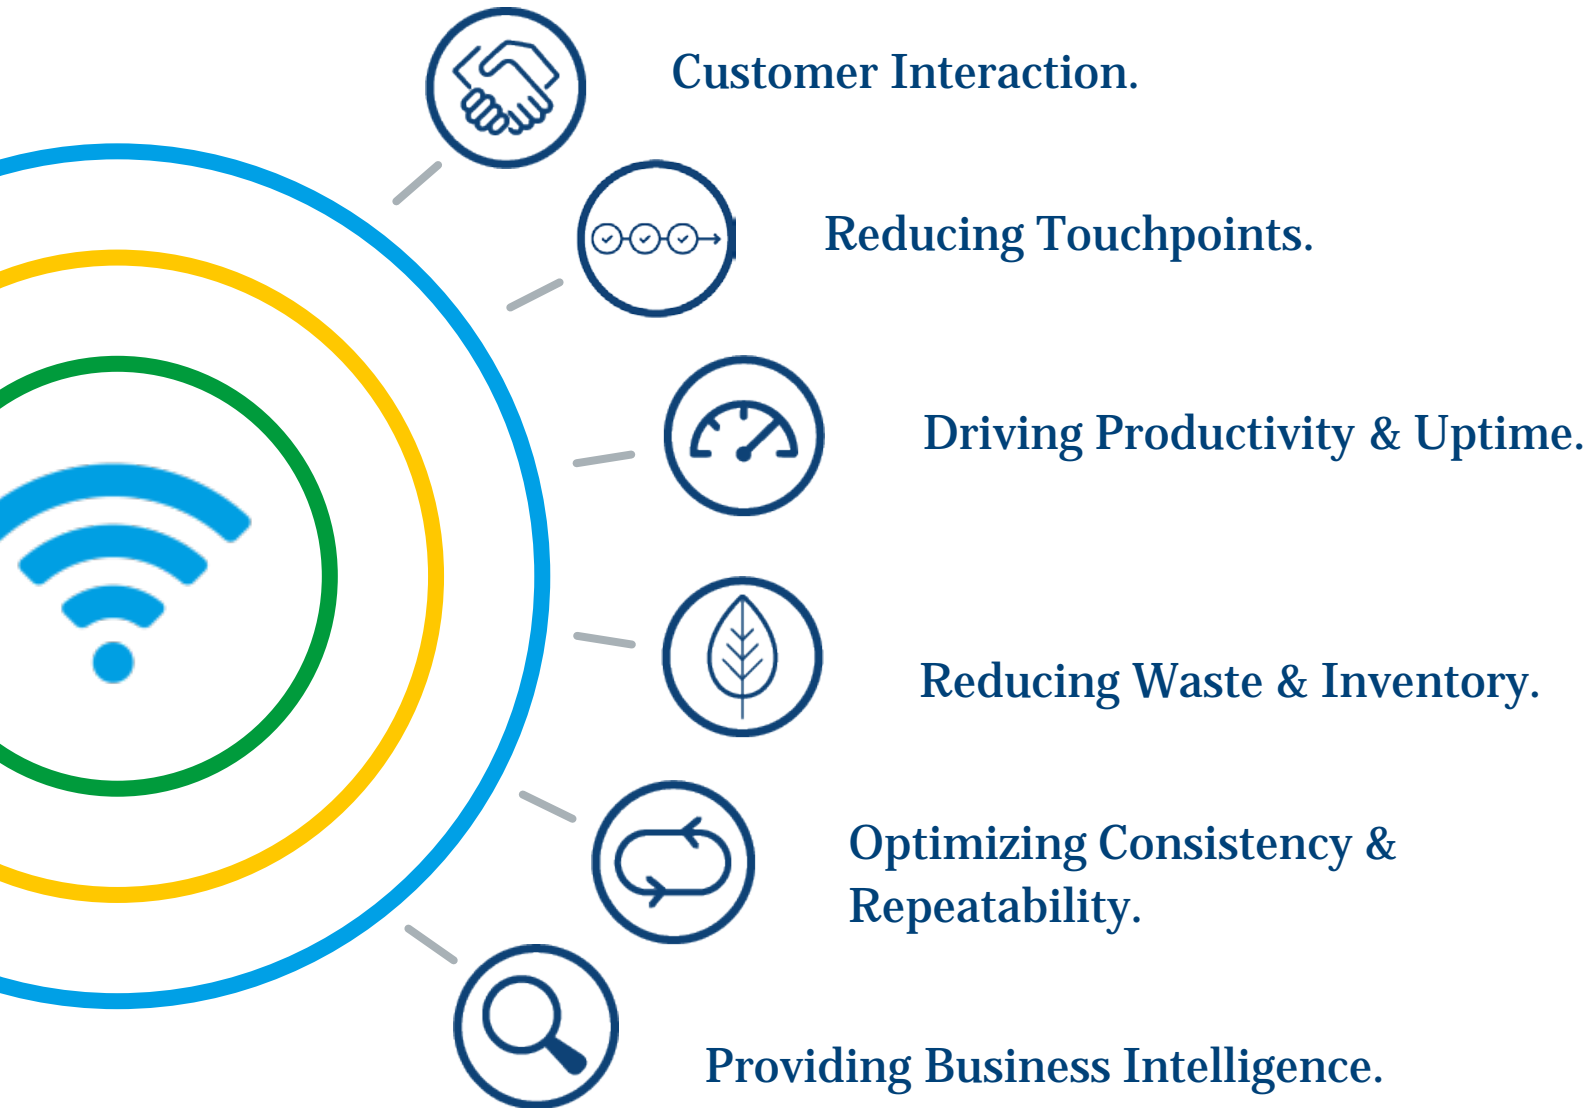 Customer Interaction.
Reducing Touchpoints.
Driving Productivity & Uptime.
Reducing Waste & Inventory.
Optimizing Consistency &
Repeatability.
Providing Business Intelligence.